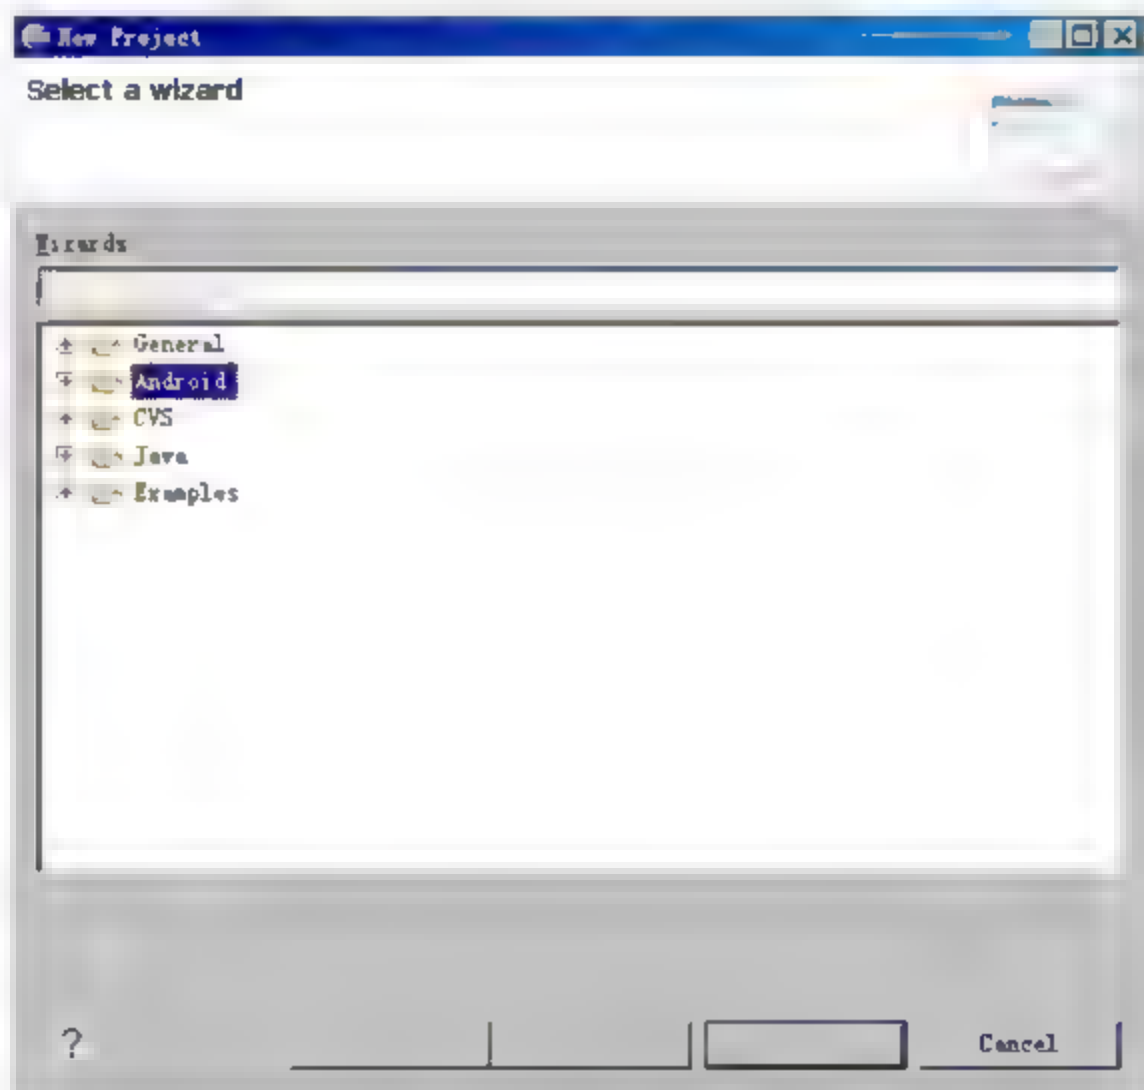 New Project
Select a wizard
Wizards
General
Android
CVS
Java
Examples
?
Cancel